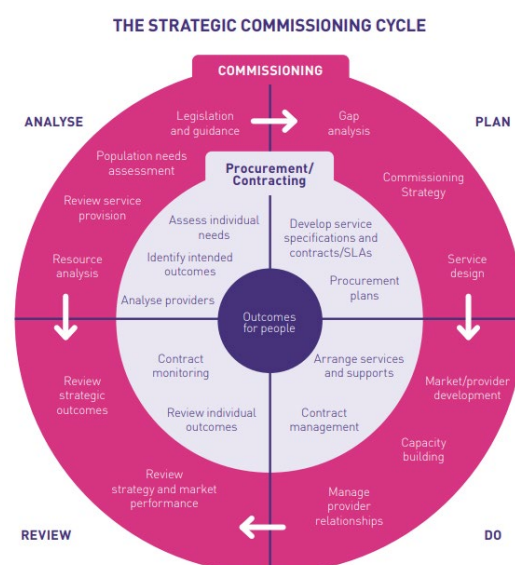 THE STRATEGIC COMMISSIONING CYCLE
COMMISSIONING
ANALYSE
PLAN
Legislation
and guidance
Gap
analysis
Population needs
assessment
Commissioning
Strategy
Review service
provision
Resource
analysis
Service
design
Procurement/
Contracting
Assess individual
needs
Identify intended
outcomes
Analyse providers
Develop service
specifications and
contracts/SLAs
Procurement
plans
Outcomes
for people
Contract
monitoring
Review individual
outcomes
Arrange services
and supports
Contract
management
Review
strategic
outcomes
Market/provider
development
Capacity
building
Review
strategy and market
performance
Manage
provider
relationships
REVIEW
DO